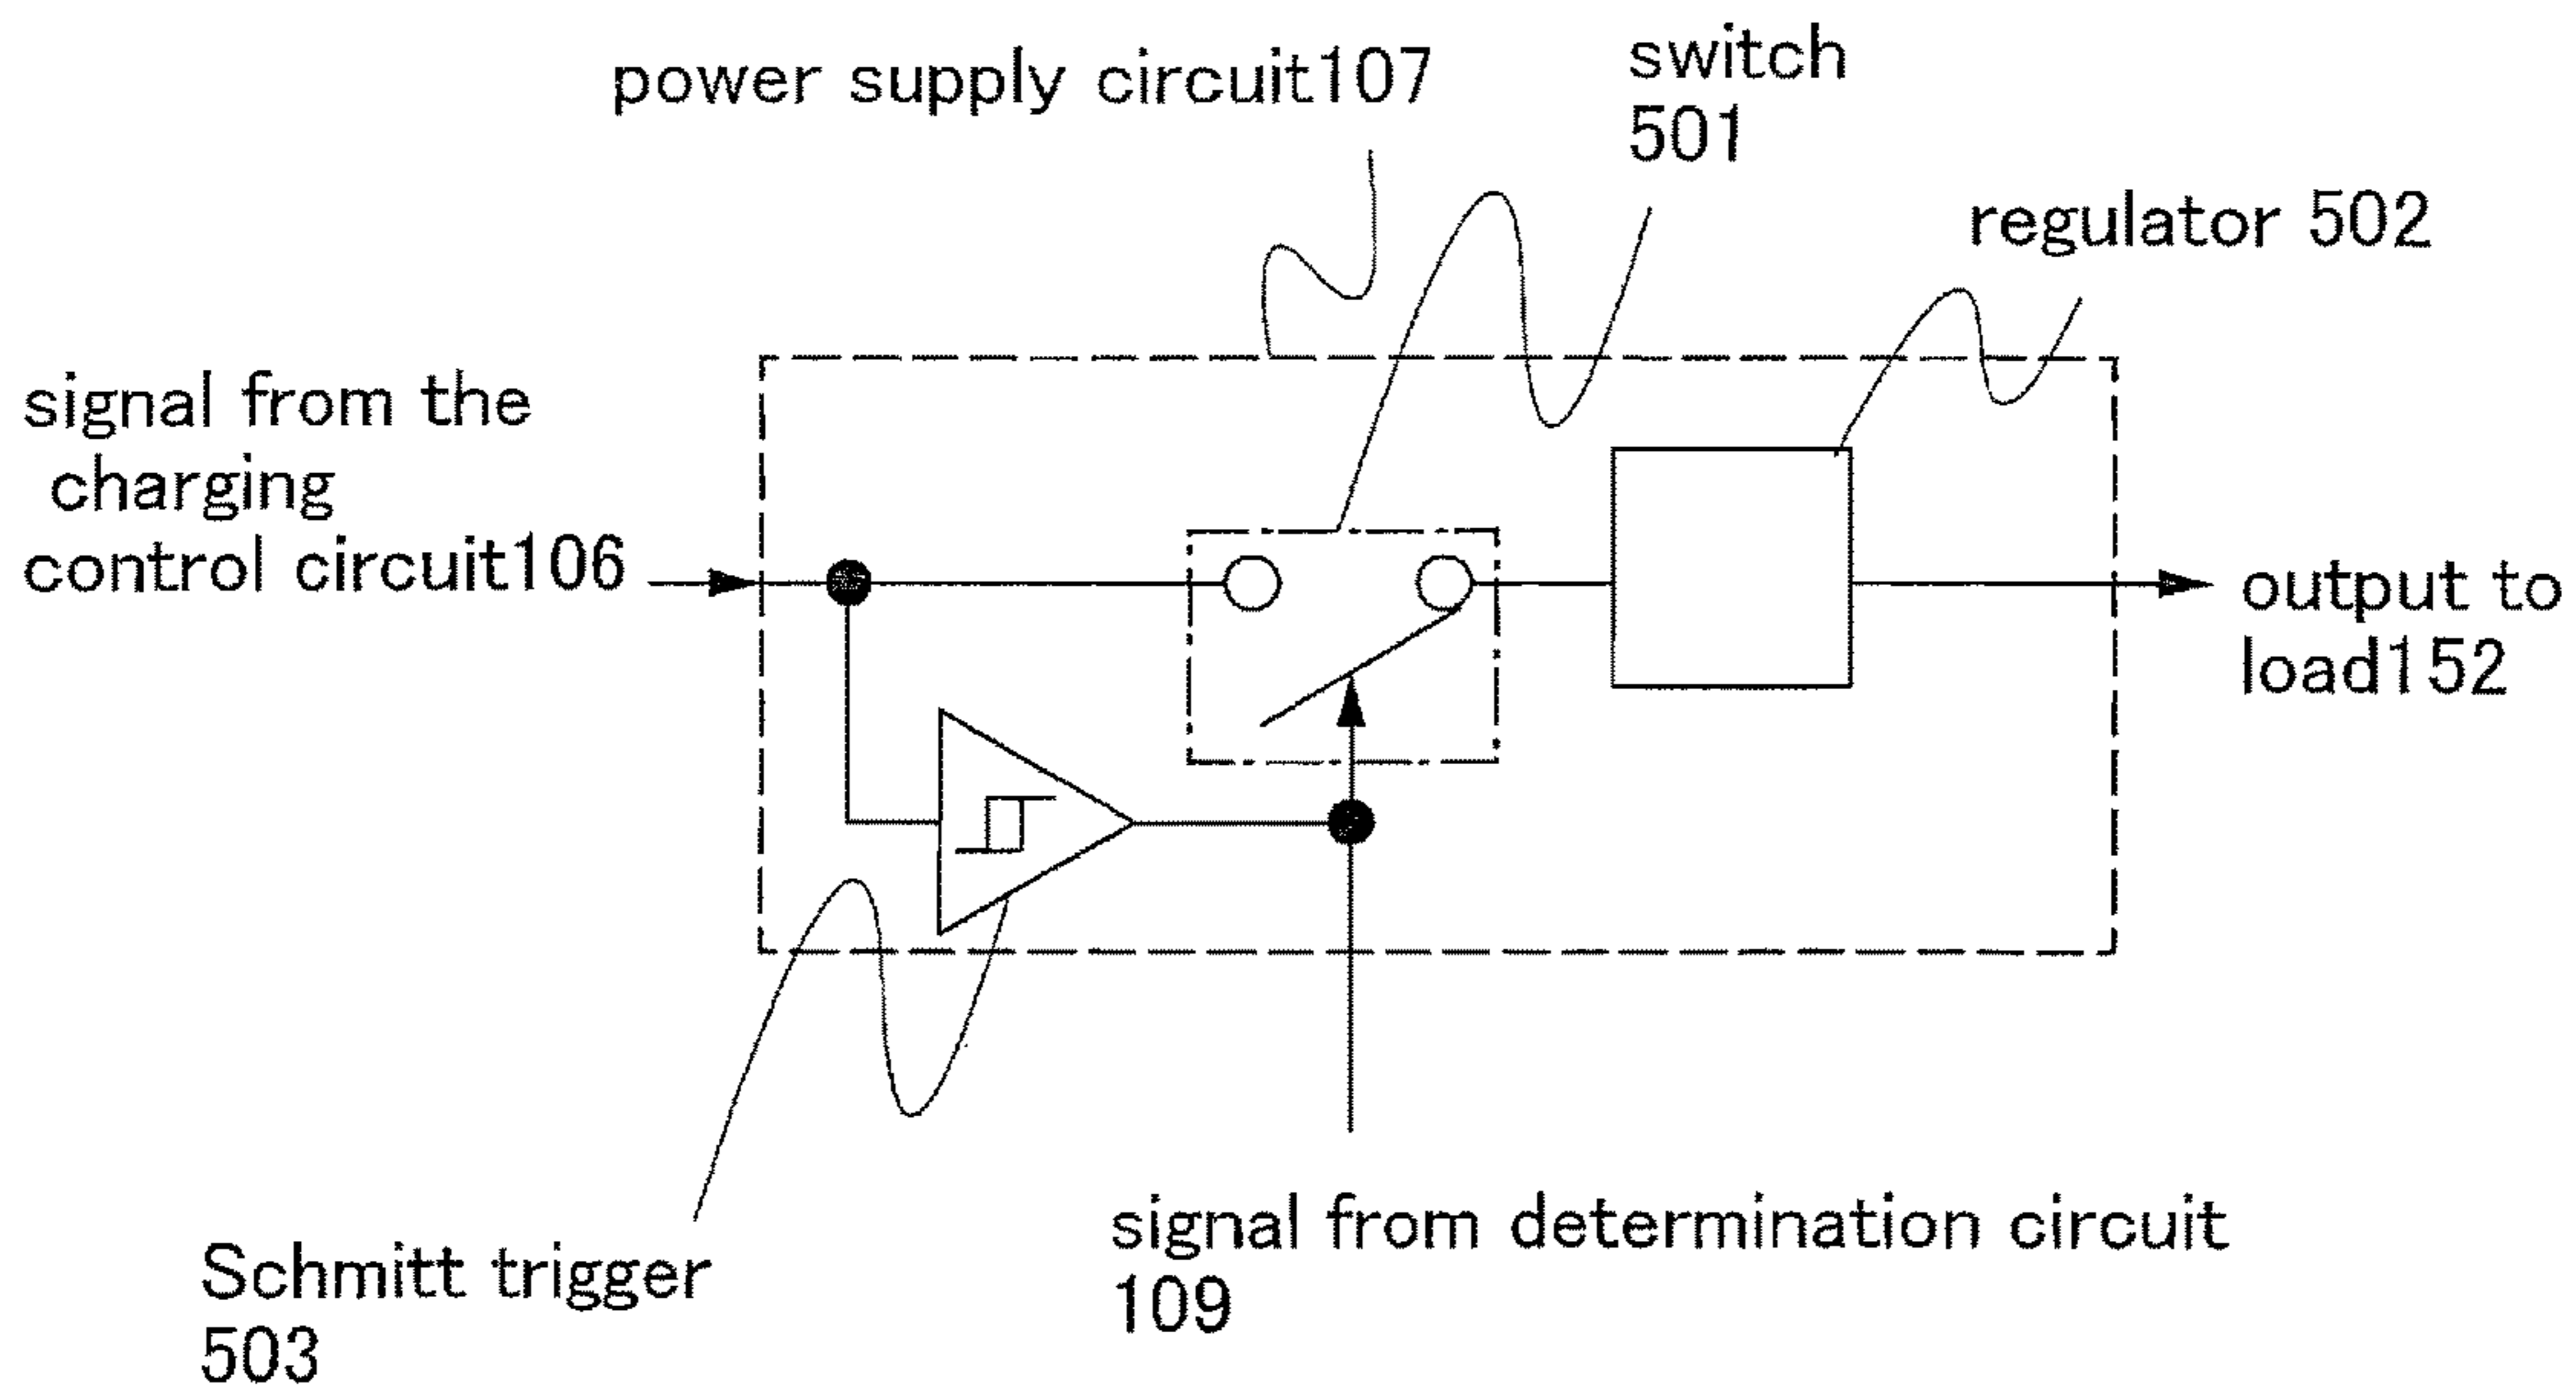 power supply circuit107
switch
501
regulator 502
signal from the
charging
control circuit106
output to
load152
Schmitt trigger
503
signal from determination circuit
109